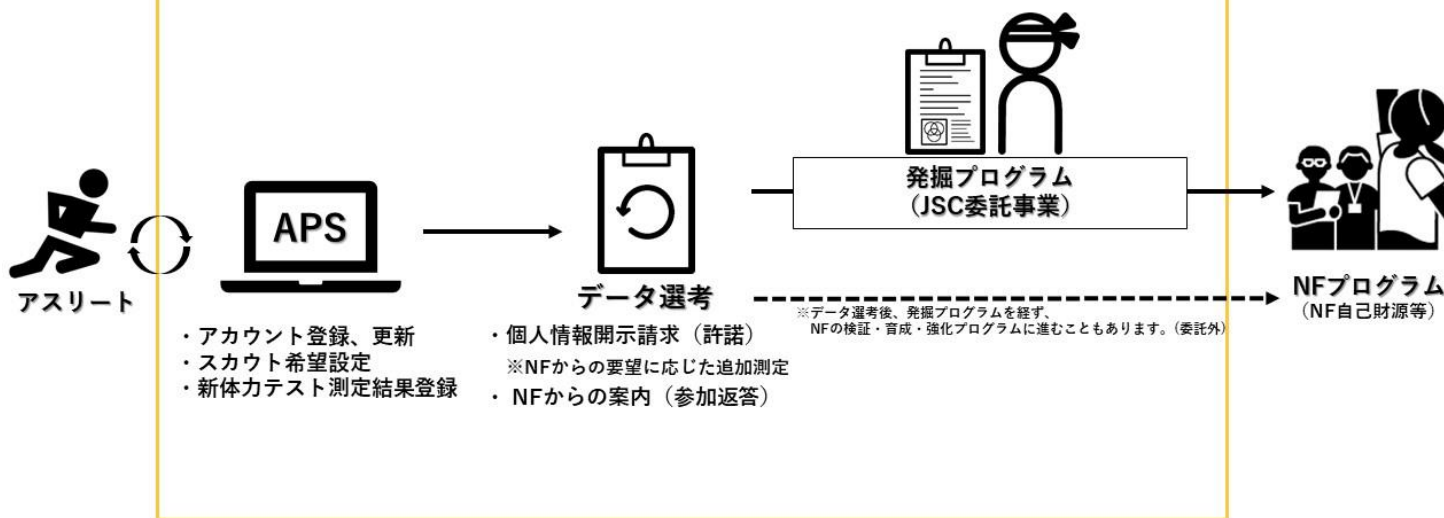 アスリート
APS
・アカウント登録、更新
・スカウト希望設定
・新体力テスト測定結果登録
データ選考
・個人情報開示請求（許諾）
※NFからの要望に応じた追加測定
・ NFからの案内（参加返答）
発掘プログラム
（JSC委託事業）
※データ選考後、発掘プログラムを経ず、
NFの検証・育成・強化プログラムに進むこともあります。（委託外）
NFプログラム
（NF自己財源等）